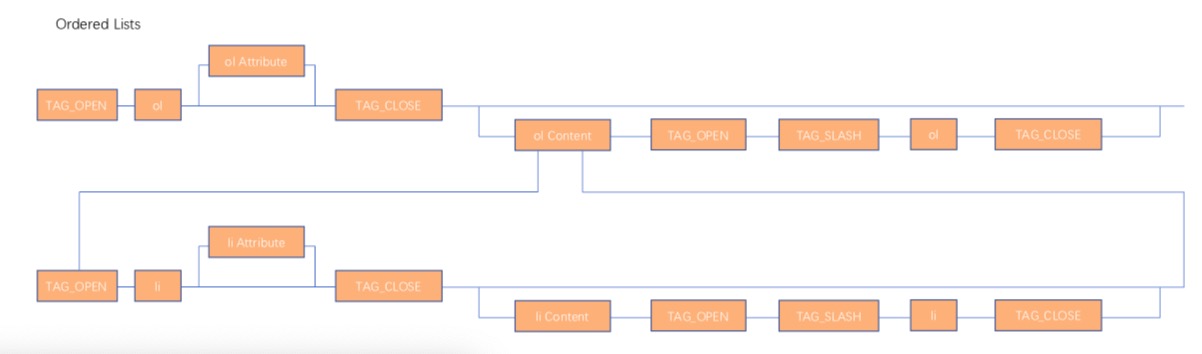 Ordered Lists
ol Attribute
TAG_OPEN ol TAG_CLOSE
ol Content TAG_OPEN TAG_SLASH ol TAG_CLOSE
li Attribute
TAG_OPEN li TAG_CLOSE
li Content TAG_OPEN TAG_SLASH li TAG_CLOSE